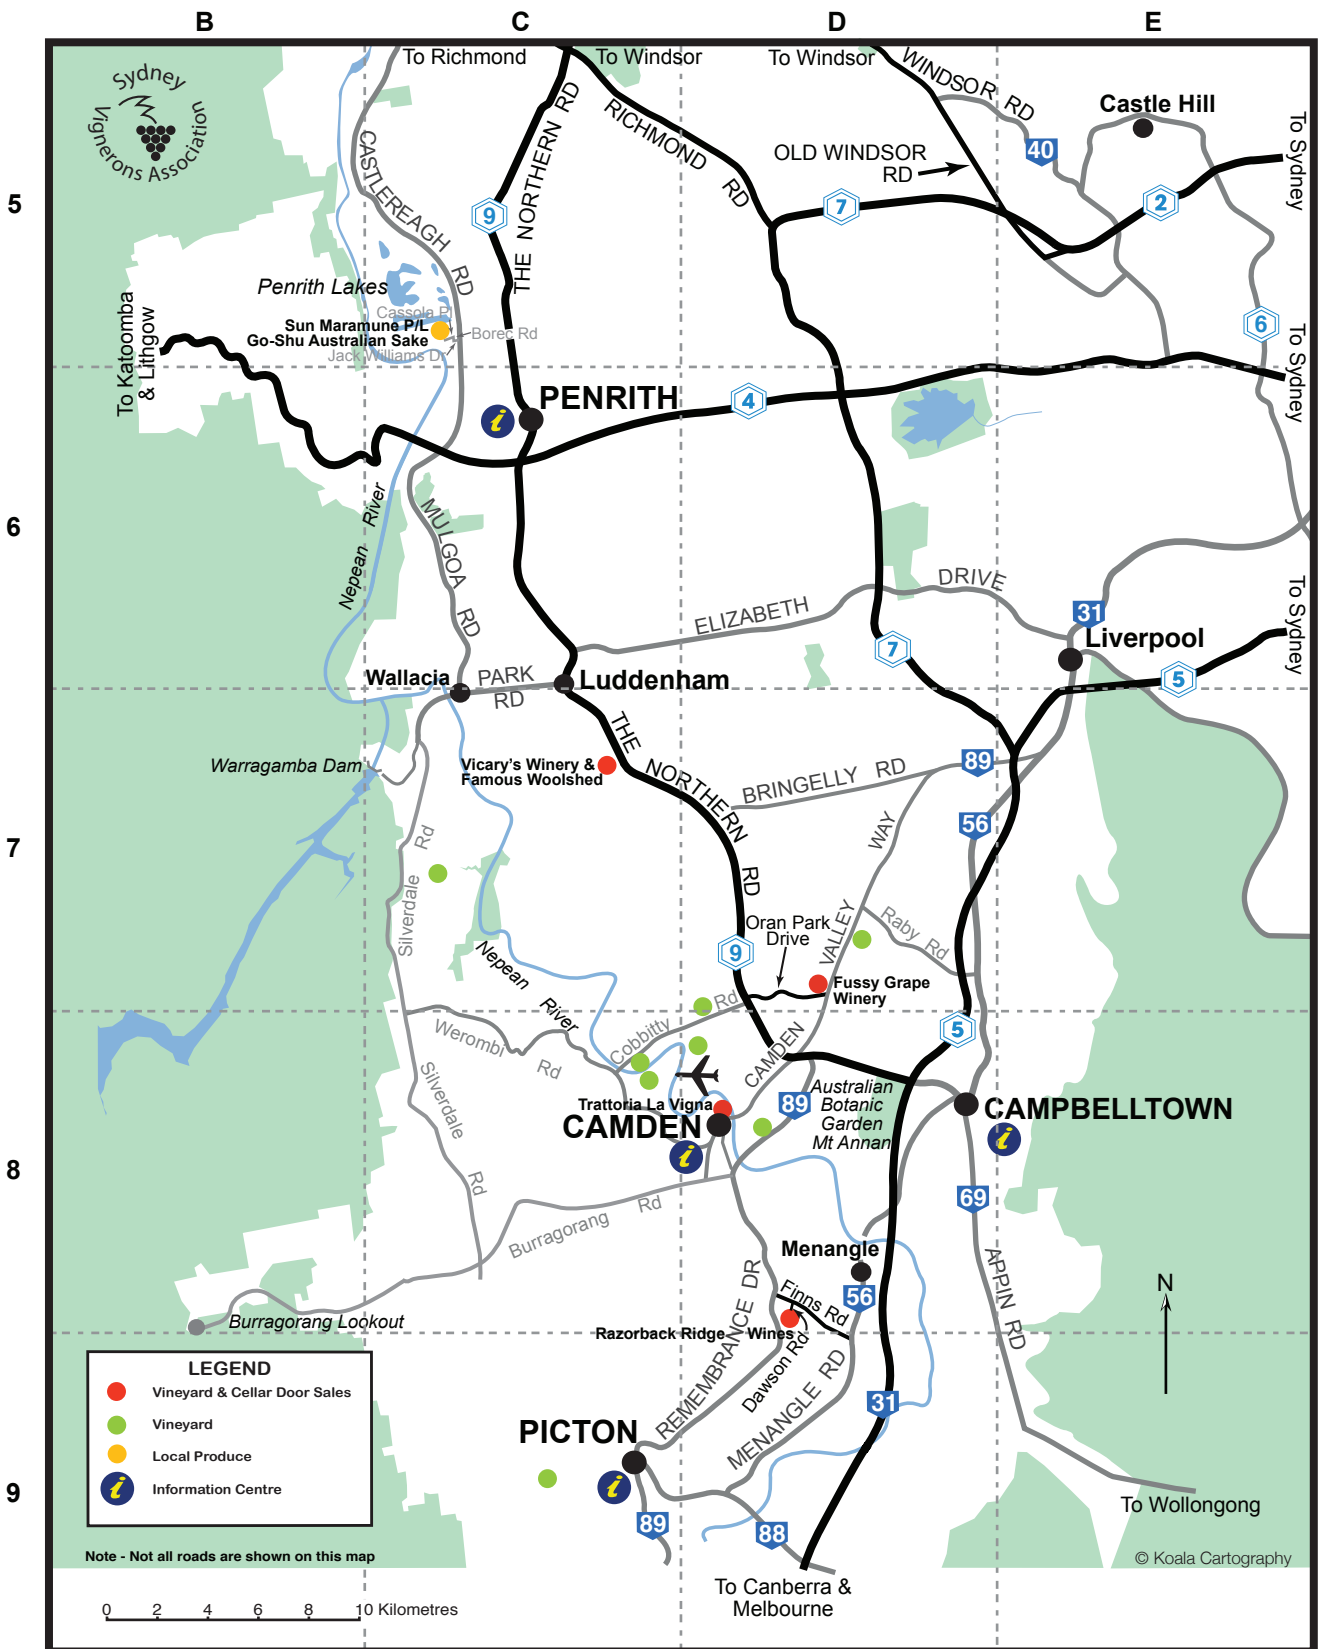 B
C
D
E
5
6
7
8
9
Sydney
Vignerons Association
To Richmond
To Windsor
To Windsor
WINDSOR RD
Castle Hill
To Sydney
CASTLEREAGH RD
THE NORTHERN RD
RICHMOND RD
OLD WINDSOR
RD
40
9
7
2
Penrith Lakes
Cassola Pl
Sun Maramune P/L
Go-Shu Australian Sake
Borec Rd
Jack Williams Dr
6
To Sydney
To Katoomba
& Lithgow
PENRITH
i
4
Nepean River
MULGOA RD
ELIZABETH DRIVE
31
Liverpool
To Sydney
7
5
Wallacia
PARK
RD
Luddenham
Warragamba Dam
Vicary's Winery &
Famous Woolshed
THE NORTHERN RD
BRINGELLY RD
89
56
Silverdale Rd
CAMDEN VALLEY WAY
Raby Rd
Oran Park
Drive
9
Fussy Grape
Winery
Nepean River
Cobbitty Rd
Werombi Rd
5
Silverdale Rd
Trattoria La Vigna
CAMDEN
i
89
Australian
Botanic
Garden
Mt Annan
CAMPBELLTOWN
i
69
Burragorang Rd
Menangle
56
APPIN RD
N
Burragorang Lookout
REMEMBRANCE DR
Finns Rd
Razorback Ridge Wines
Dawson Rd
MENANGLE RD
31
LEGEND
Vineyard & Cellar Door Sales
Vineyard
Local Produce
i Information Centre
PICTON
i
89
88
To Wollongong
Note - Not all roads are shown on this map
© Koala Cartography
To Canberra &
Melbourne
0 2 4 6 8 10 Kilometres